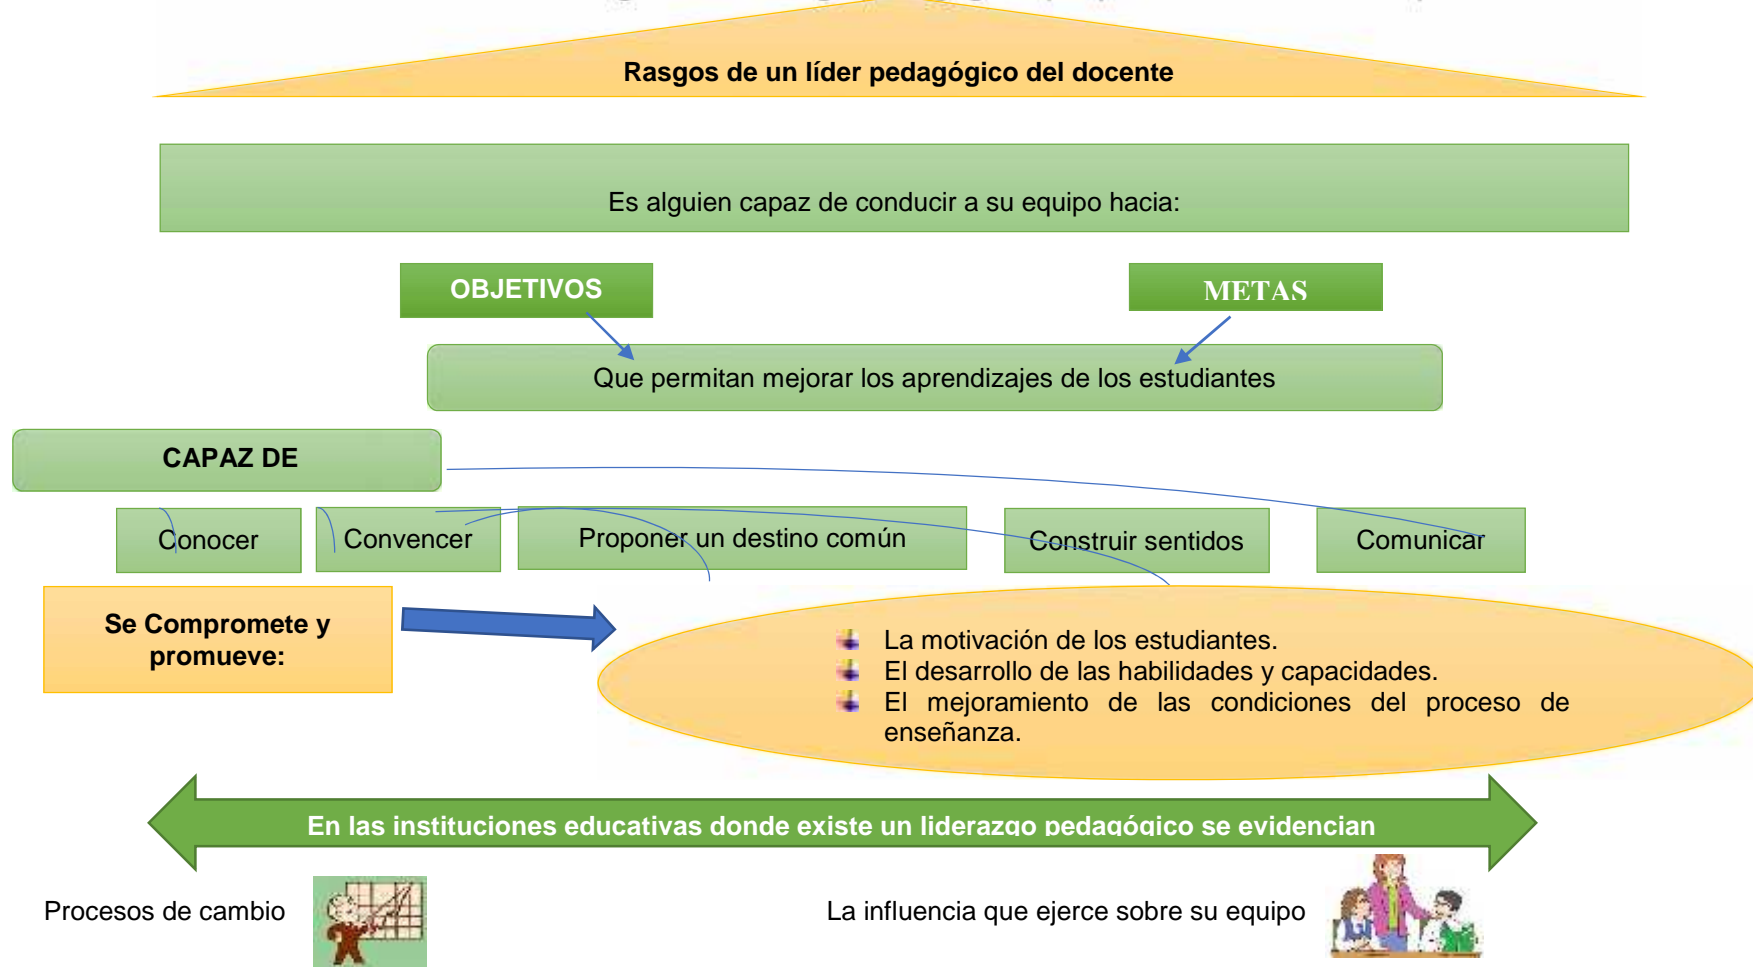 Rasgos de un líder pedagógico del docente
Es alguien capaz de conducir a su equipo hacia:
OBJETIVOS
METAS
Que permitan mejorar los aprendizajes de los estudiantes
CAPAZ DE
Conocer
Convencer
Proponer un destino común
Construir sentidos
Comunicar
Se Compromete y
promueve:
La motivación de los estudiantes.
El desarrollo de las habilidades y capacidades.
El mejoramiento de las condiciones del proceso de
enseñanza.
En las instituciones educativas donde existe un liderazgo pedagógico se evidencian
Procesos de cambio
La influencia que ejerce sobre su equipo